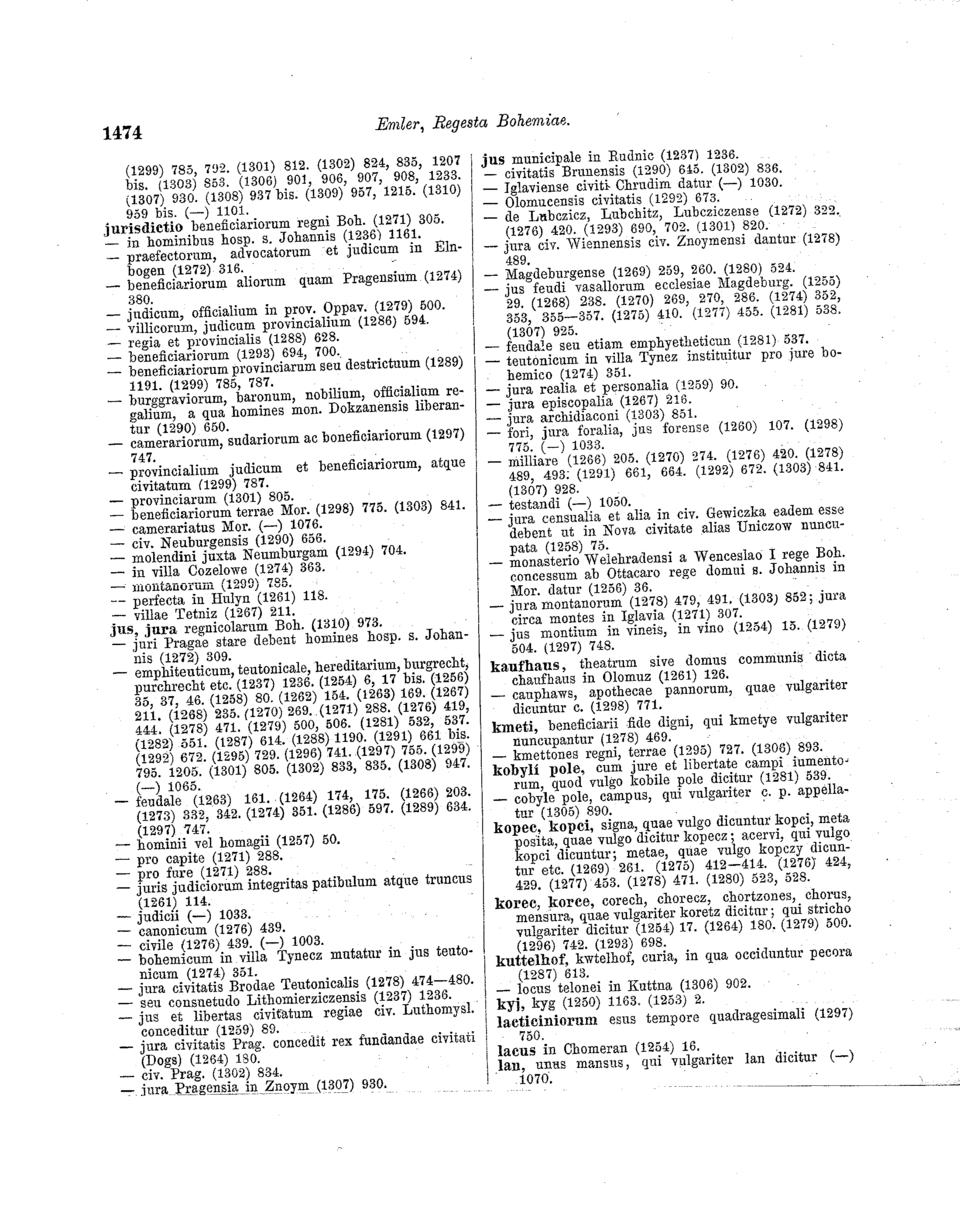 1474
Emler, Regesta Bohemiae.
(1299) 785, 792. (1301) 812. (1302) 824, 835, 1207
bis. (1303) 853. (1306) 901, 906, 907, 908, 1233.
(1307) 930. (1308) 937 bis. (1309) 957, 1215. (1310)
959 bis. (—) 1101.
jurisdictio beneficiariorum regni Boh. (1271) 305.
— in hominibus hosp. s. Johannis (1236) 1161.
— praefectorum, advocatorum et judicum in Eln-
bogen (1272) 316.
— beneficiariorum aliorum quam Pragensium (1274)
380.
— judicum, officialium in prov. Oppav. (1279) 500.
— villicorum, judicum provincialium (1286) 594.
— regia et provincialis (1288) 628.
— beneficiariorum (1293) 694, 700.
— beneficiariorum provinciarum seu destrictuum (1289)
1191. (1299) 785, 787.
— burggraviorum, baronum, nobilium, officialium re-
galium, a qua homines mon. Dokzanensis liberan-
tur (1290) 650.
— camerariorum, sudariorum ac boneficiariorum (1297)
747.
— provincialium judicum et beneficiariorum, atque
civitatum (1299) 787.
— provinciarum (1301) 805.
— beneficiariorum terrae Mor. (1298) 775. (1303) 841.
— camerariatus Mor. (—) 1076.
— civ. Neuburgensis (1290) 656.
— molendini juxta Neumburgam (1294) 704.
— in villa Cozelowe (1274) 363.
— montanorum (1299) 785.
— perfecta in Hulyn (1261) 118.
— villae Tetniz (1267) 211.
jus, jura regnicolarum Boh. (1310) 973.
— juri Pragae stare debent homines hosp. s. Johan-
nis (1272) 309.
— emphiteuticum, teutonicale, hereditarium, burgrecht,
purchrecht etc. (1237) 1236. (1254) 6, 17 bis. (1256)
35, 37, 46. (1258) 80. (1262) 154. (1263) 169. (1267)
211. (1268) 235. (1270) 269. (1271) 288. (1276) 419,
444. (1278) 471. (1279) 500, 506. (1281) 532, 537.
(1282) 551. (1287) 614. (1288) 1190. (1291) 661 bis.
(1292) 672. (1295) 729. (1296) 741. (1297) 755. (1299)
795. 1205. (1301) 805. (1302) 833, 835. (1308) 947.
(—) 1065.
— feudale (1263) 161. (1264) 174, 175. (1266) 203.
(1273) 332, 342. (1274) 351. (1286) 597. (1289) 634.
(1297) 747.
— hominii vel homagii (1257) 50.
— pro capite (1271) 288.
— pro fure (1271) 288.
— juris judiciorum integritas patibulum atque truncus
(1261) 114.
— judicii (—) 1033.
— canonicum (1276) 439.
— civile (1276) 439. (—) 1003.
— bohemicum in villa Tynecz mutatur in jus teuto-
nicum (1274) 351.
— jura civitatis Brodae Teutonicalis (1278) 474—480.
— seu consuetudo Lithomierziczensis (1237) 1236.
— jus et libertas civitatum regiae civ. Luthomysl.
conceditur (1259) 89.
— jura civitatis Prag. concedit rex fundandae civitati
(Dogs) (1264) 180.
— civ. Prag. (1302) 834.
— jura Pragensia in Znoym (1307) 930.
jus municipale in Rudnic (1237) 1236.
— civitatis Brunensis (1290) 645. (1302) 836.
— Iglaviense civiti Chrudim datur (—) 1030.
— Olomucensis civitatis (1292) 673.
— de Lubczicz, Lubchitz, Lubcziczense (1272) 322.
(1276) 420. (1293) 690, 702. (1301) 820.
— jura civ. Wiennensis civ. Znoymensi dantur (1278)
489.
— Magdeburgense (1269) 259, 260. (1280) 524.
— jus feudi vasallorum ecclesiae Magdeburg. (1255)
29. (1268) 238. (1270) 269, 270, 286. (1274) 352,
353, 355—357. (1275) 410. (1277) 455. (1281) 538.
(1307) 925.
— feudale seu etiam emphyetheticun (1281) 537.
— teutonicum in villa Tynez instituitur pro jure bo-
hemico (1274) 351.
— jura realia et personalia (1259) 90.
— jura episcopalia (1267) 216.
— jura archidiaconi (1303) 851.
— fori, jura foralia, jus forense (1260) 107. (1298)
775. (—) 1033.
— milliare (1266) 205. (1270) 274. (1276) 420. (1278)
489, 493. (1291) 661, 664. (1292) 672. (1303) 841.
(1307) 928.
— testandi (—) 1050.
— jura censualia et alia in civ. Gewiczka eadem esse
debent ut in Nova civitate alias Uniczow nuncu-
pata (1258) 75.
— monasterio Welehradensi a Wenceslao I rege Boh.
concessum ab Ottacaro rege domui s. Johannis in
Mor. datur (1256) 36.
— jura montanorum (1278) 479, 491. (1303) 852; jura
circa montes in Iglavia (1271) 307.
— jus montium in vineis, in vino (1254) 15. (1279)
504. (1297) 748.
kaufhaus, theatrum sive domus communis dicta
chaufhaus in Olomuz (1261) 126.
— cauphaws, apothecae pannorum, quae vulgariter
dicuntur c. (1298) 771.
kmeti, beneficiarii fide digni, qui kmetye vulgariter
nuncupantur (1278) 469.
— kmettones regni, terrae (1295) 727. (1306) 893.
kobylí pole, cum jure et libertate campi iumento-
rum, quod vulgo kobile pole dicitur (1281) 539.
— cobyle pole, campus, qui vulgariter c. p. appella-
tur (1305) 890.
kopec, kopci, signa, quae vulgo dicuntur kopci, meta
posita, quae vulgo dicitur kopecz; acervi, qui vulgo
kopci dicuntur; metae, quae vulgo kopczy dicun-
tur etc. (1269) 261. (1275) 412—414. (1276) 424,
429. (1277) 453. (1278) 471. (1280) 523, 528.
korec, korce, corech, chorecz, chortzones, chorus,
mensura, quae vulgariter koretz dicitur; qui stricho
vulgariter dicitur (1254) 17. (1264) 180. (1279) 500.
(1296) 742. (1293) 698.
kuttelhof, kwtelhof, curia, in qua occiduntur pecora
(1287) 613.
— locus telonei in Kuttna (1306) 902.
kyj, kyg (1250) 1163. (1253) 2.
lacticiniorum esus tempore quadragesimali (1297)
750.
lacus in Chomeran (1254) 16.
lan, unus mansus, qui vulgariter lan dicitur (—)
1070.